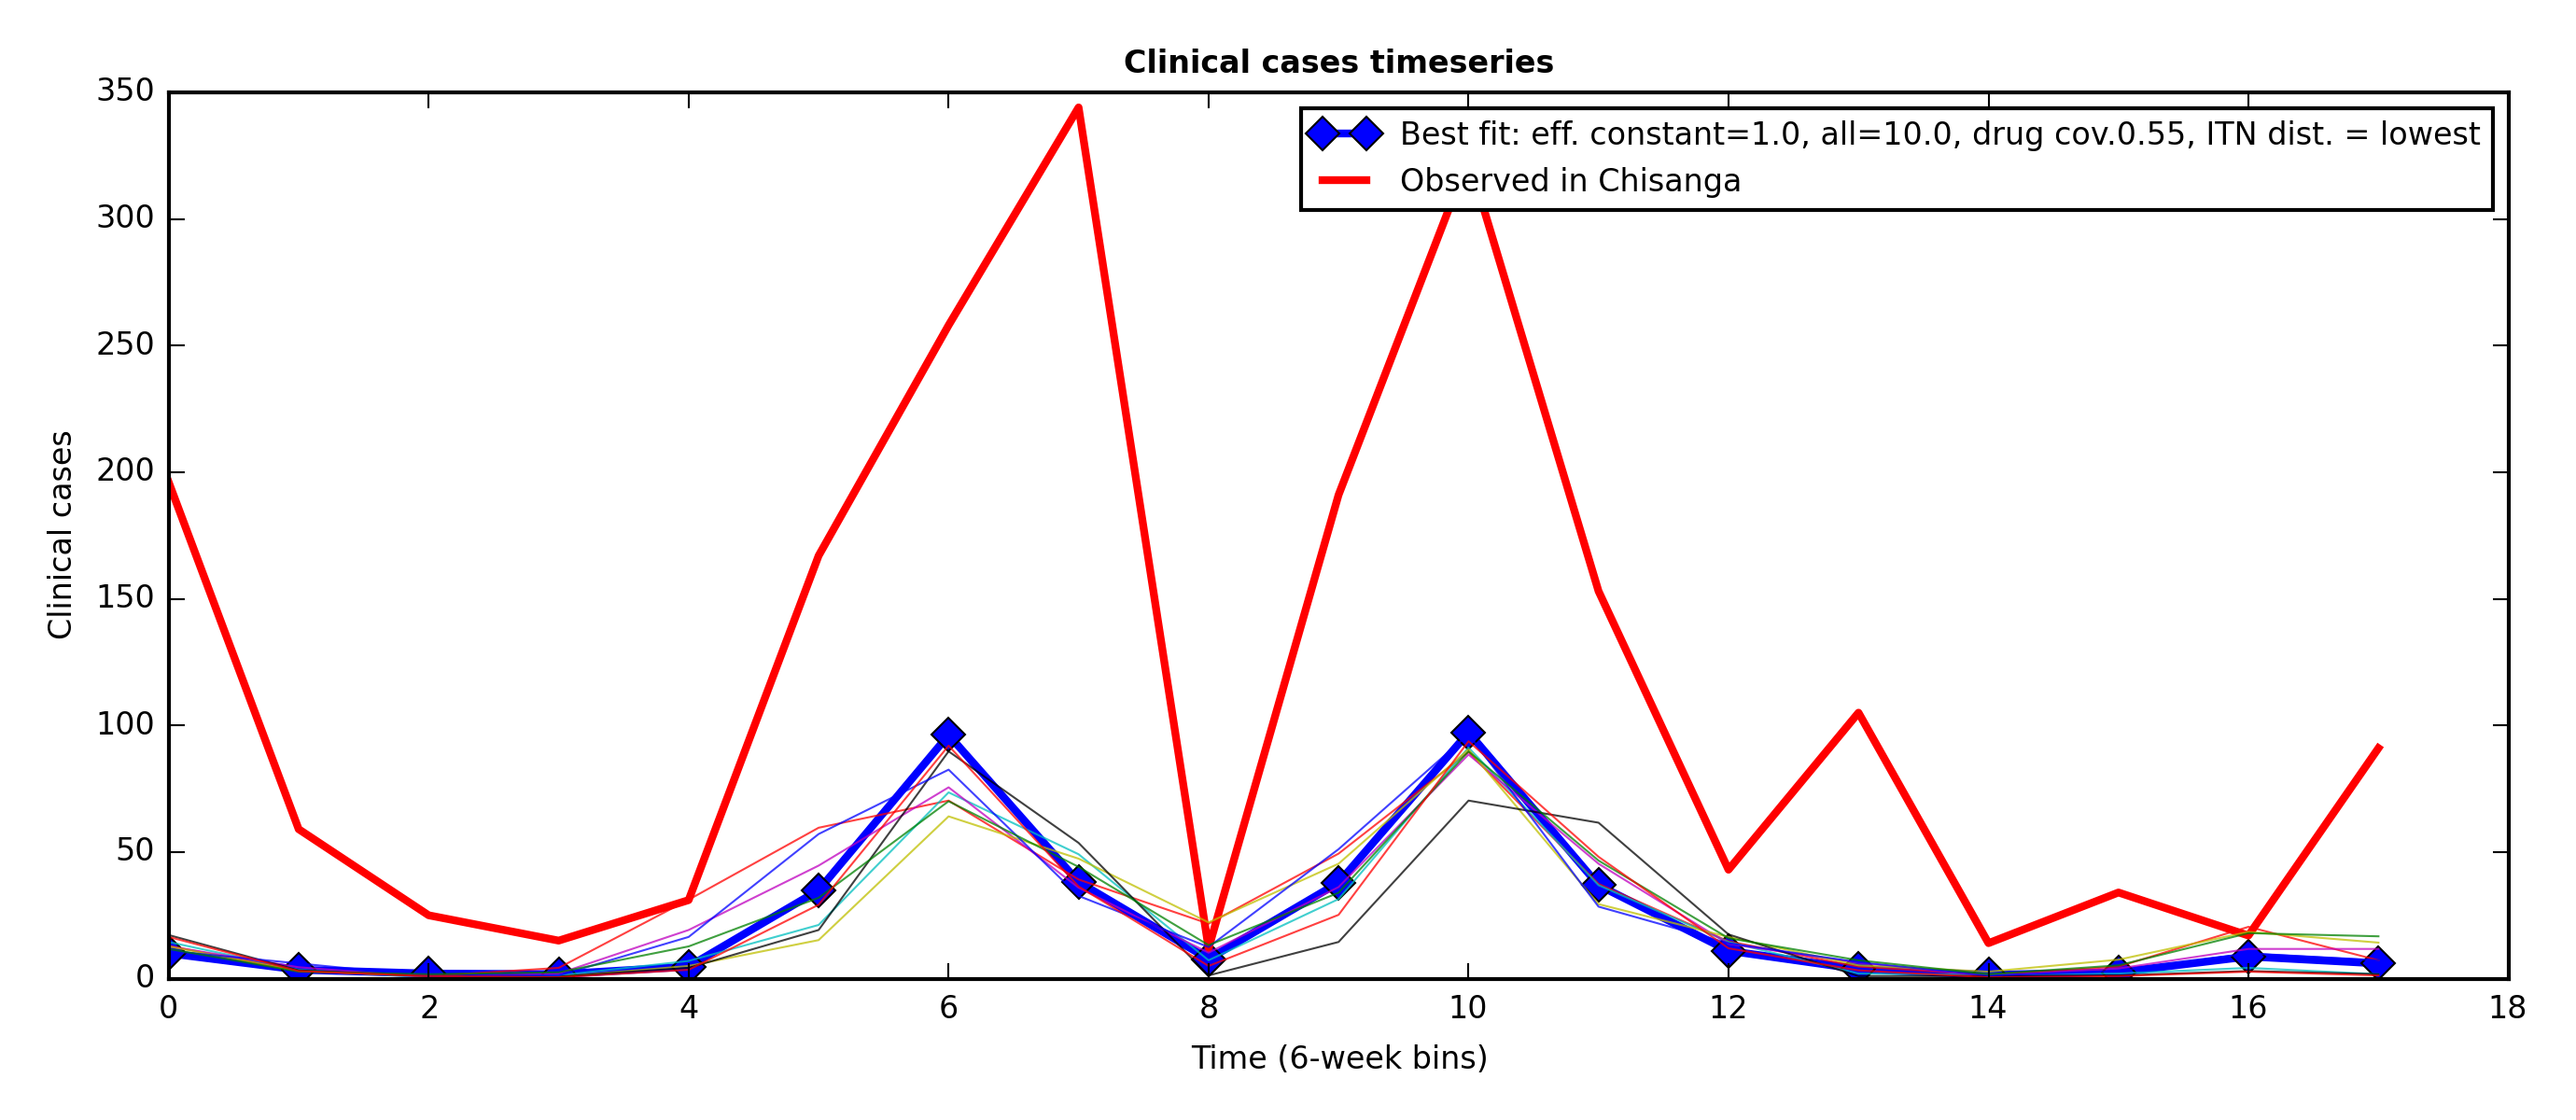 Clinical cases timeseries
Best fit: eff. constant=1.0, all=10.0, drug cov.0.55, ITN dist. = lowest
Observed in Chisanga
Clinical cases
350
300
250
200
150
100
50
0
0 2 4 6 8 10 12 14 16 18
Time (6-week bins)